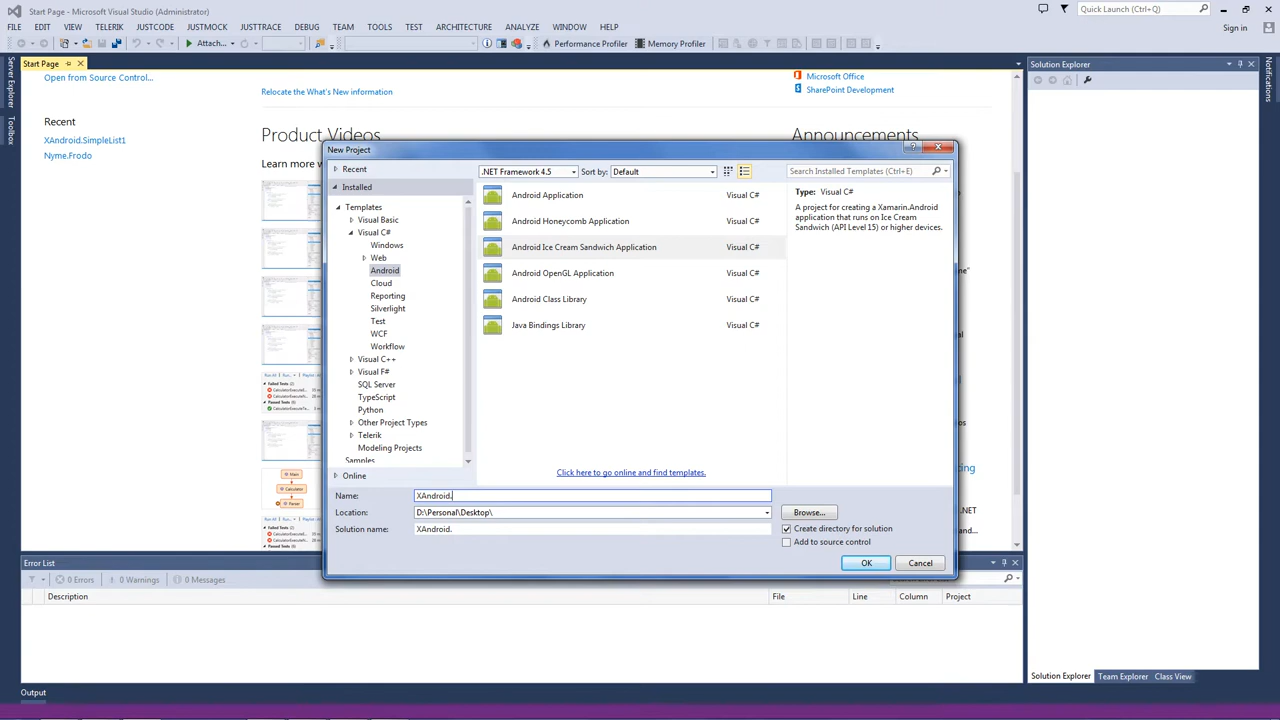 Start Page - Microsoft Visual Studio (Administrator)
Quick Launch (Ctrl+Q)
FILE EDIT VIEW TELERIK JUSTCODE JUSTMOCK JUSTTRACE DEBUG TEAM TOOLS TEST ARCHITECTURE ANALYZE WINDOW HELP
Sign in
Attach...
Performance Profiler
Memory Profiler
Server Explorer
Toolbox
Start Page
Open from Source Control...
Recent
XAndroid.SimpleList1
Nyme.Frodo
Relocate the What's New information
Product Videos
Microsoft Office
SharePoint Development
Announcements
Solution Explorer
Notifications
New Project
Recent
Installed
Templates
Visual Basic
Visual C#
Windows
Web
Android
Cloud
Reporting
Silverlight
Test
WCF
Workflow
Visual C++
Visual F#
SQL Server
TypeScript
Python
Other Project Types
Telerik
Modeling Projects
Samples
Online
.NET Framework 4.5
Sort by: Default
Android Application Visual C#
Android Honeycomb Application Visual C#
Android Ice Cream Sandwich Application Visual C#
Android OpenGL Application Visual C#
Android Class Library Visual C#
Java Bindings Library Visual C#
Click here to go online and find templates.
Search Installed Templates (Ctrl+E)
Type: Visual C#
A project for creating a Xamarin.Android
application that runs on Ice Cream
Sandwich (API Level 15) or higher devices.
Name: XAndroid.
Location: D:\Personal\Desktop\
Browse...
Solution name: XAndroid.
Create directory for solution
Add to source control
OK Cancel
Error List
0 Errors 0 Warnings 0 Messages
Description File Line Column Project
Solution Explorer Team Explorer Class View
Output